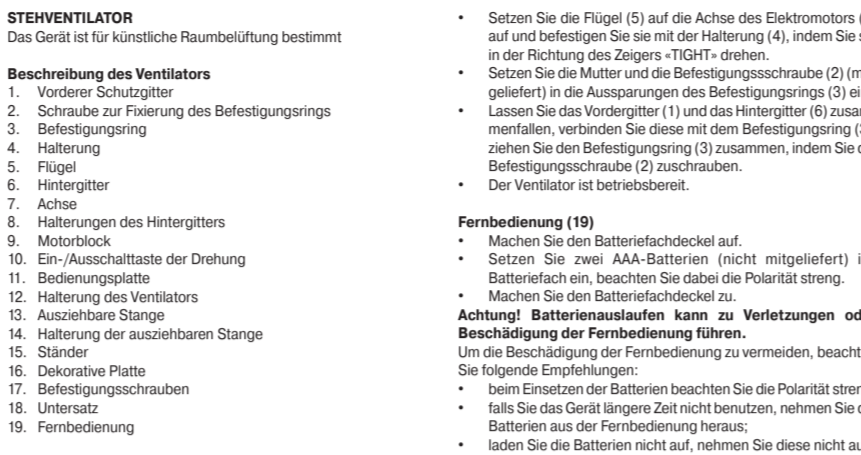 STEHVENTILATOR
Das Gerät ist für künstliche Raumbelüftung bestimmt
Beschreibung des Ventilators
1. Vorderer Schutzgitter
2. Schraube zur Fixierung des Befestigungsrings
3. Befestigungsring
4. Halterung
5. Flügel
6. Hintergitter
7. Achse
8. Halterungen des Hintergitters
9. Motorblock
10. Ein-/Ausschalttaste der Drehung
11. Bedienungsplatte
12. Halterung des Ventilators
13. Ausziehbare Stange
14. Halterung der ausziehbaren Stange
15. Ständer
16. Dekorative Platte
17. Befestigungsschrauben
18. Untersatz
19. Fernbedienung
• Setzen Sie die Flügel (5) auf die Achse des Elektromotors (
auf und befestigen Sie sie mit der Halterung (4), indem Sie
in der Richtung des Zeigers «TIGHT» drehen.
• Setzen Sie die Mutter und die Befestigungssschraube (2)
geliefert) in die Aussparungen des Befestigungsrings (3)
• Lassen Sie das Vordergitter (1) und das Hintergitter (6)
menfallen, verbinden Sie diese mit dem Befestigungsring
ziehen Sie den Befestigungsring (3) zusammen, indem Sie
Befestigungsschraube (2) zuschrauben.
• Der Ventilator ist betriebsbereit.
Fernbedienung (19)
• Machen Sie den Batteriefachdeckel auf.
• Setzen Sie zwei AAA-Batterien (nicht mitgeliefert)
Batteriefach ein, beachten Sie dabei die Polarität streng.
• Machen Sie den Batteriefachdeckel zu.
Achtung! Batterienauslaufen kann zu Verletzungen
Beschädigung der Fernbedienung führen.
Um die Beschädigung der Fernbedienung zu vermeiden,
Sie folgende Empfehlungen:
• beim Einsetzen der Batterien beachten Sie die Polarität
• falls Sie das Gerät längere Zeit nicht benutzen, nehmen Sie
Batterien aus der Fernbedienung heraus;
• laden Sie die Batterien nicht auf, nehmen Sie diese nicht